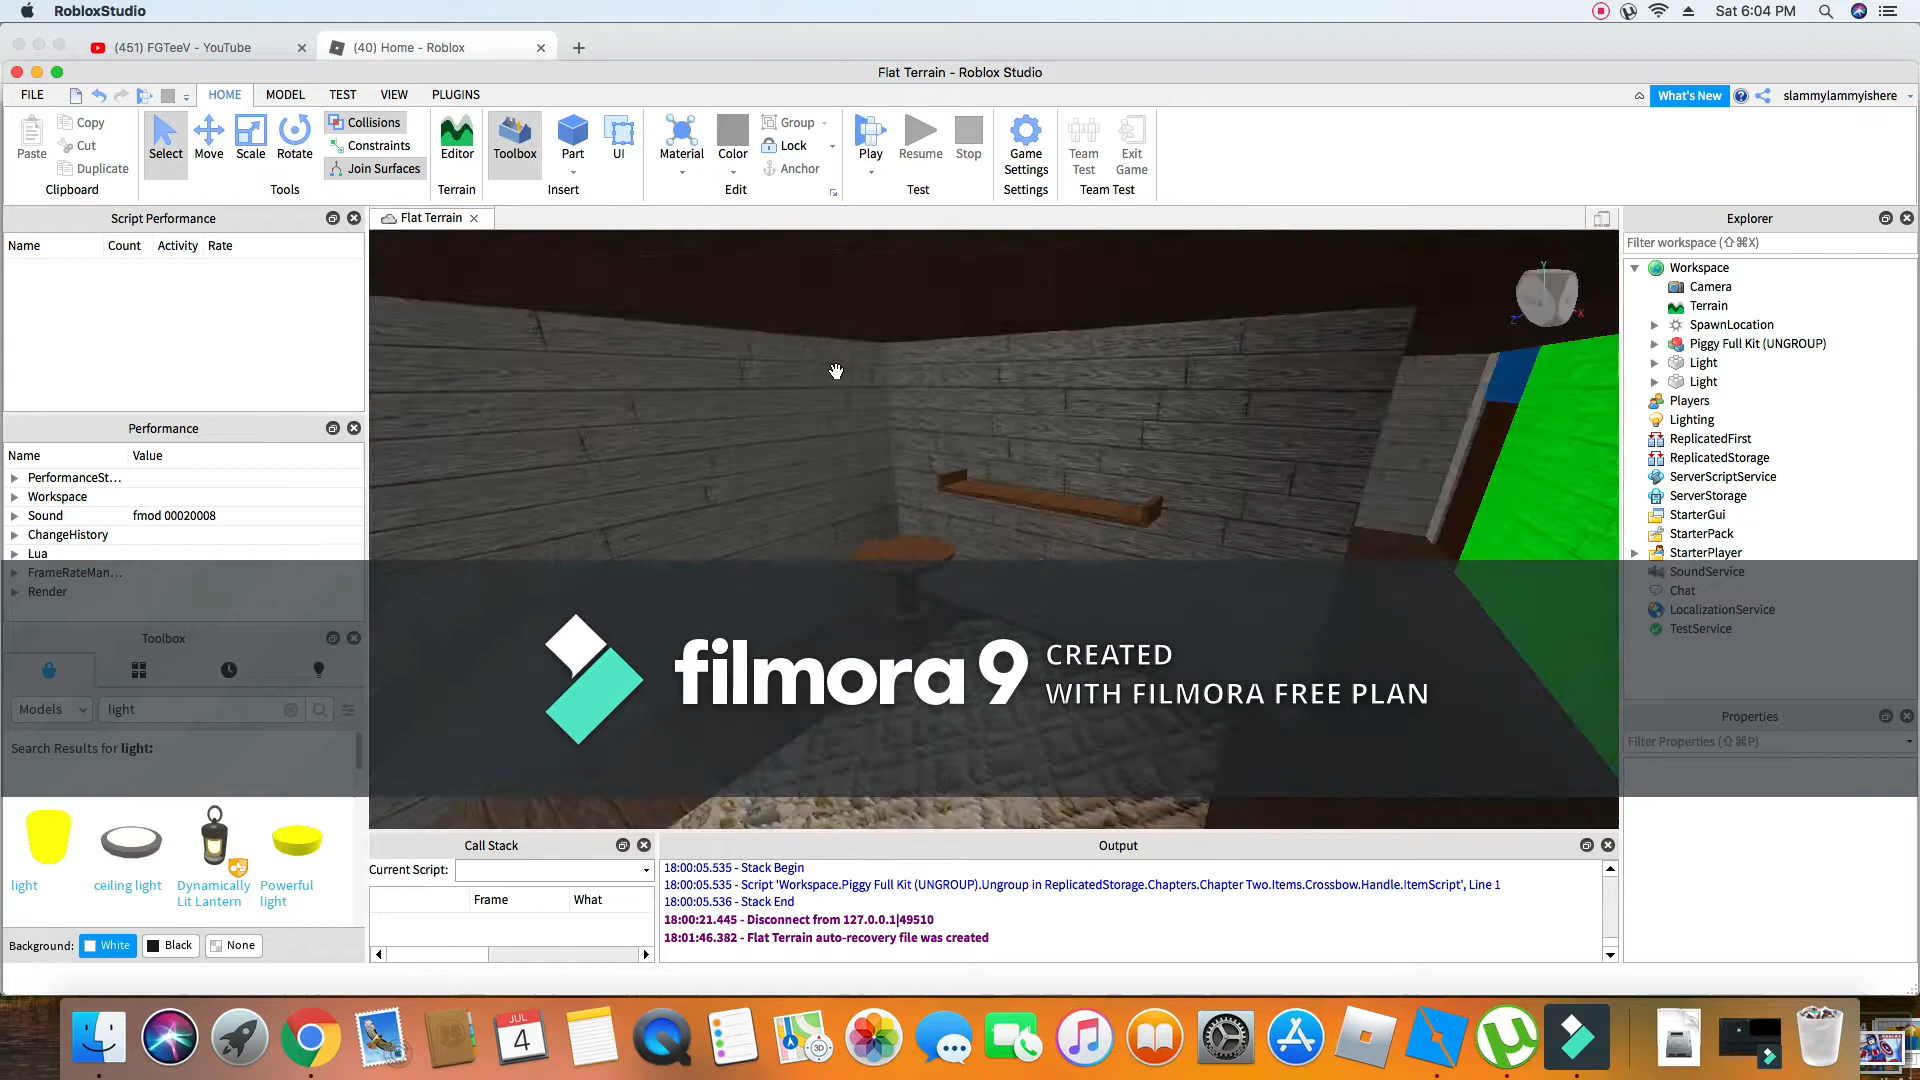 RobloxStudio
Sat 6:04 PM
(451) FGTeeV - YouTube
(40) Home - Roblox
Flat Terrain - Roblox Studio
FILE
HOME
MODEL
TEST
VIEW
PLUGINS
What's New
slammylammyishere
Paste
Copy
Cut
Duplicate
Clipboard
Select
Move
Scale
Rotate
Tools
Collisions
Constraints
Join Surfaces
Editor
Terrain
Toolbox
Part
UI
Insert
Material
Color
Group
Lock
Anchor
Edit
Play
Resume
Stop
Test
Game
Settings
Settings
Team
Test
Exit
Game
Team Test
Script Performance
Name Count Activity Rate
Performance
Name Value
PerformanceSt...
Workspace
Sound fmod 00020008
ChangeHistory
Lua
FrameRateMan...
Render
Toolbox
Models
light
Search Results for light:
light
ceiling light
Dynamically
Lit Lantern
Powerful
light
Background: White Black None
Flat Terrain
Y
Z
X
filmora 9
CREATED
WITH FILMORA FREE PLAN
Call Stack
Current Script:
Frame What
Output
18:00:05.535 - Stack Begin
18:00:05.535 - Script 'Workspace.Piggy Full Kit (UNGROUP).Ungroup in ReplicatedStorage.Chapters.Chapter Two.Items.Crossbow.Handle.ItemScript', Line 1
18:00:05.536 - Stack End
18:00:21.445 - Disconnect from 127.0.0.1|49510
18:01:46.382 - Flat Terrain auto-recovery file was created
Explorer
Filter workspace (⇧⌘X)
Workspace
Camera
Terrain
SpawnLocation
Piggy Full Kit (UNGROUP)
Light
Light
Players
Lighting
ReplicatedFirst
ReplicatedStorage
ServerScriptService
ServerStorage
StarterGui
StarterPack
StarterPlayer
SoundService
Chat
LocalizationService
TestService
Properties
Filter Properties (⇧⌘P)
JUL
4
3D